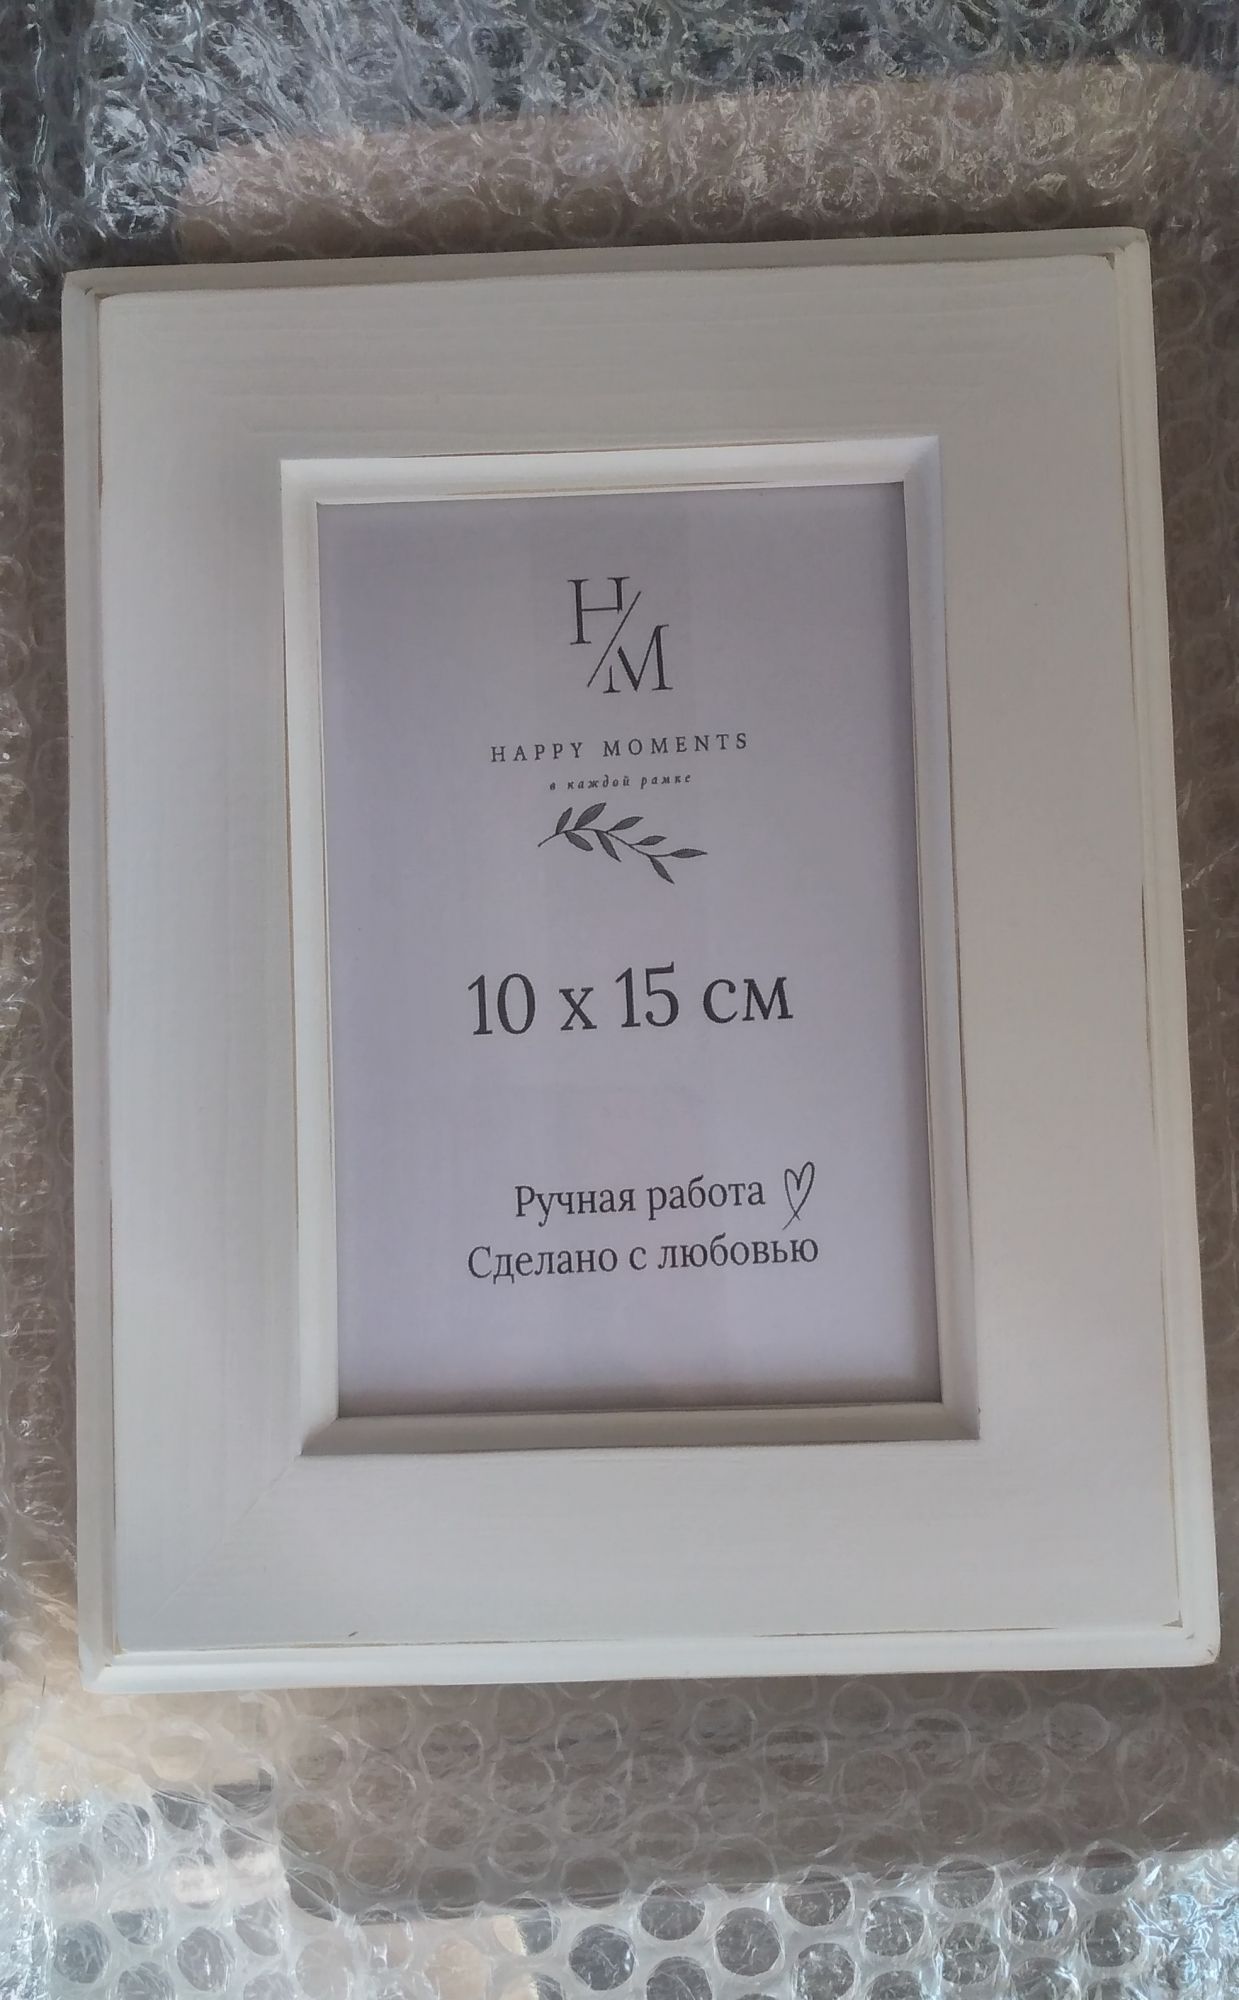 H/M
HAPPY MOMENTS
в каждой рамке
10 x 15 см
Ручная работа
Сделано с любовью